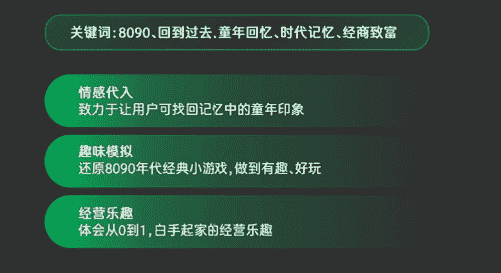 关键词:8090、回到过去.童年回忆、时代记忆、经商致富
情感代入
致力于让用户可找回记忆中的童年印象
趣味模拟
还原8090年代经典小游戏,做到有趣、好玩
经营乐趣
体会从0到1,白手起家的经营乐趣